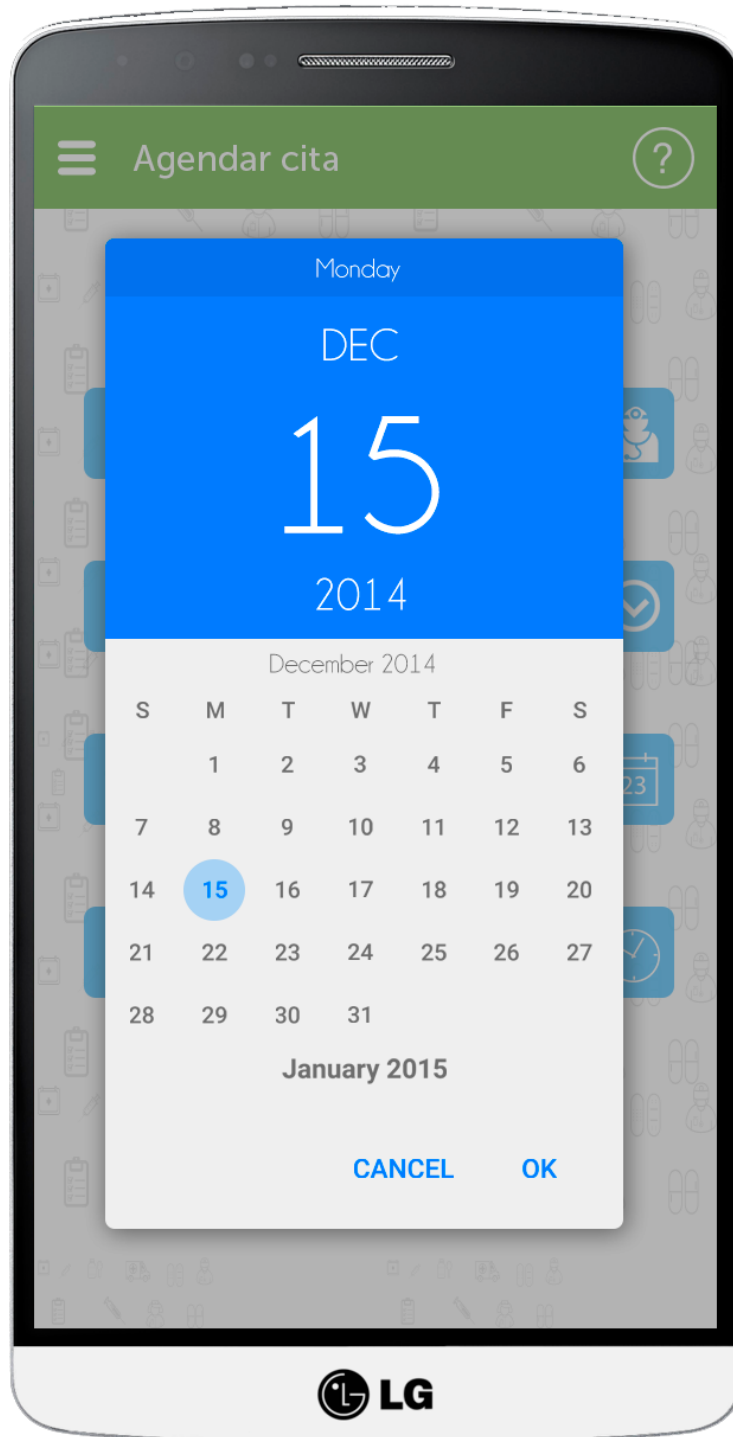 Agendar cita ?
Monday
DEC
15
2014
December 2014
S M T W T F S
1 2 3 4 5 6
7 8 9 10 11 12 13
14 15 16 17 18 19 20
21 22 23 24 25 26 27
28 29 30 31
January 2015
CANCEL OK
23
LG